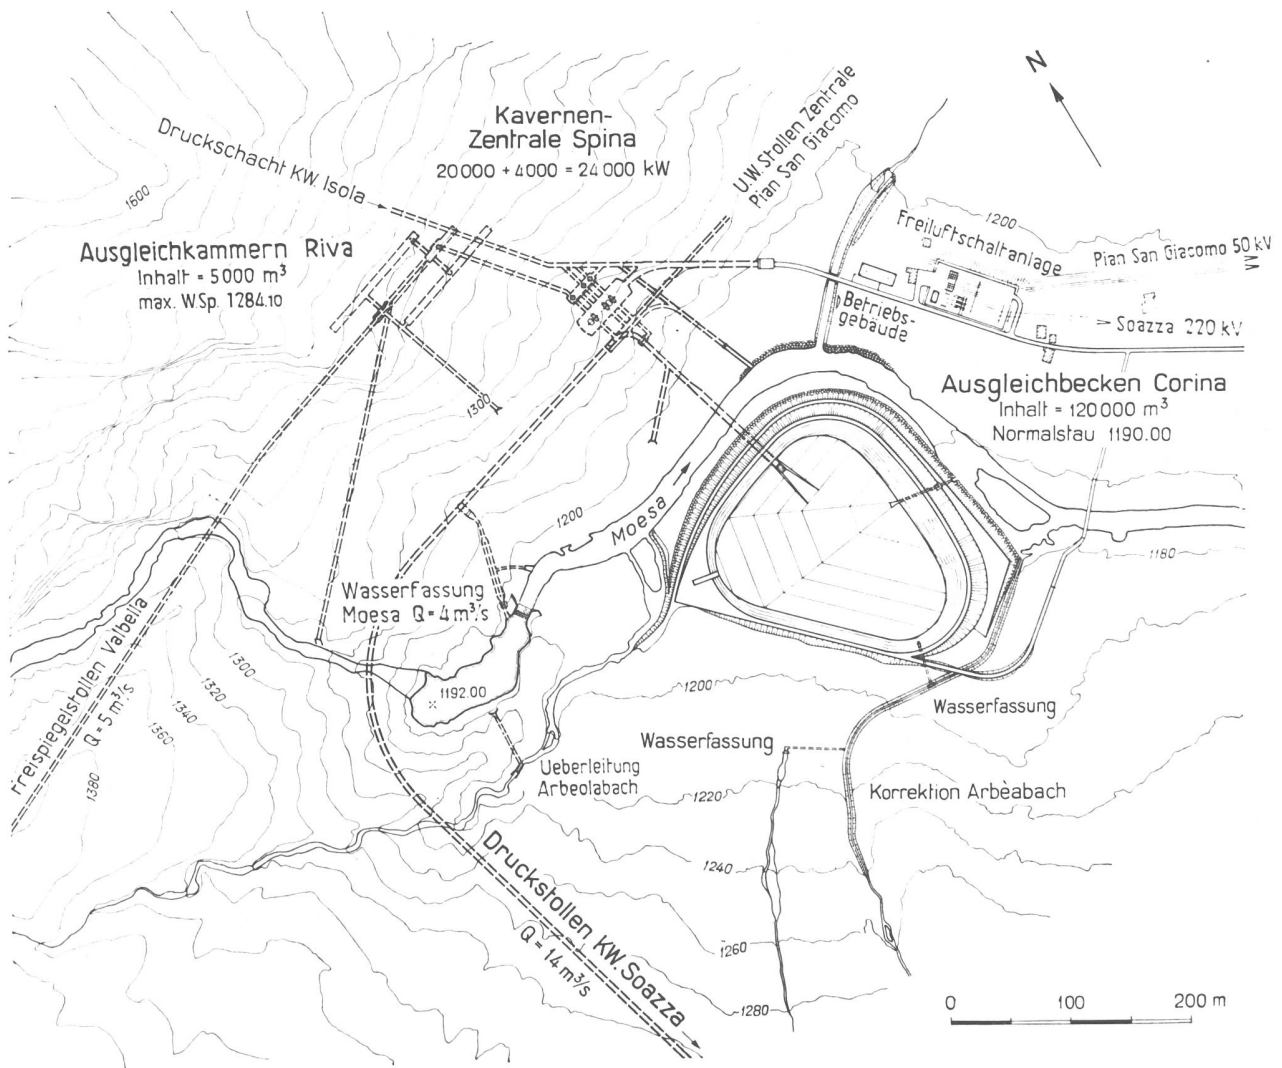 N
Kavernen-
Zentrale Spina
20000 + 4000 = 24000 kW
U.W. Stollen Zentrale
Pian San Giacomo
Druckschacht KW. Isola
1600
Ausgleichkammern Riva
Inhalt = 5000 m³
max. W.Sp. 1284.10
1200
Freiluftschaltanlage
Pian San Giacomo 50 kV
Betriebs-
gebäude
Soazza 220 kV
Ausgleichbecken Corina
Inhalt = 120000 m³
Normalstau 1190.00
1300
1200
Moesa
1180
Wasserfassung
Moesa Q = 4 m³/s
Freispiegelstollen Valbella
Q = 5 m³/s
1300
1320
1340
1360
1380
1192.00
1200
Wasserfassung
Wasserfassung
Ueberleitung
Arbeolabach
1220
Korrektion Arbèabach
Druckstollen KW. Soazza
Q = 14 m³/s
1240
1260
1280
0 100 200 m